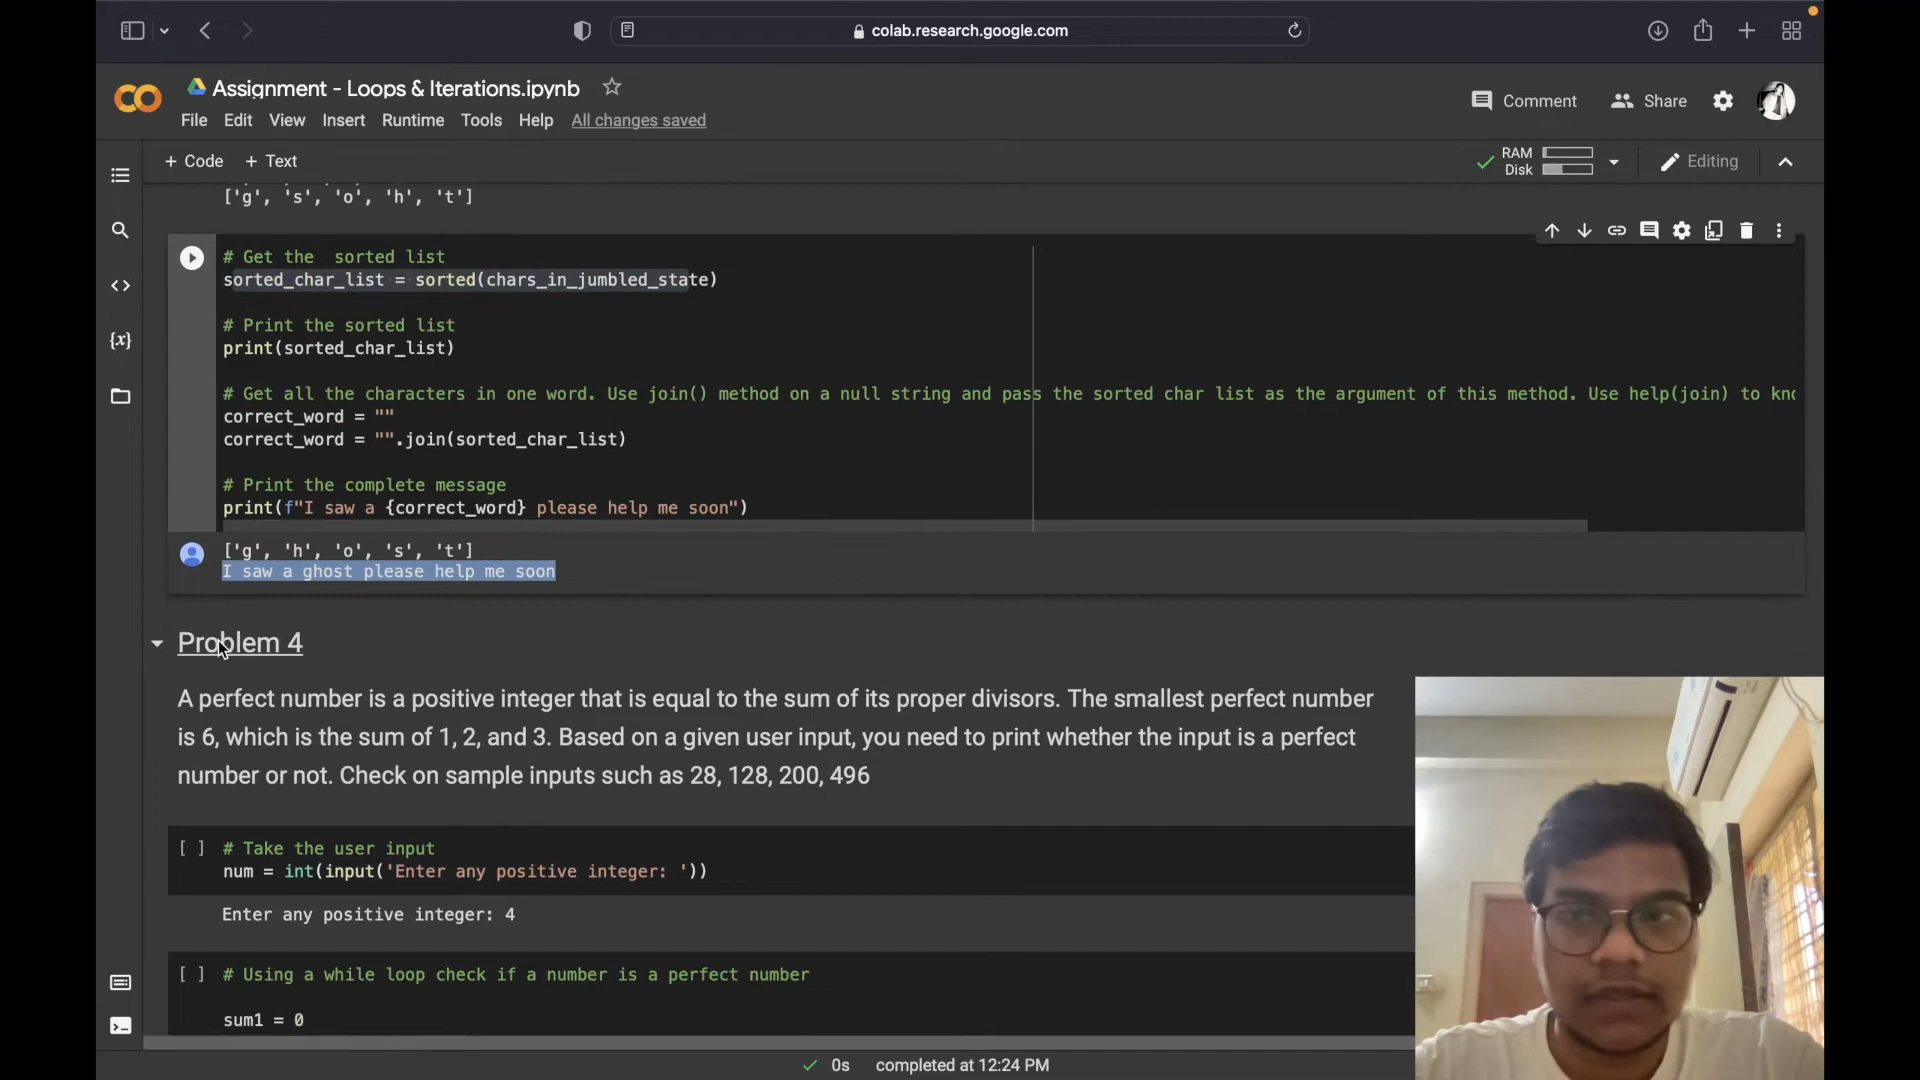 colab.research.google.com
Assignment - Loops & Iterations.ipynb
Comment
Share
File Edit View Insert Runtime Tools Help All changes saved
+ Code + Text
RAM
Disk
Editing
['g', 's', 'o', 'h', 't']
# Get the  sorted list
sorted_char_list = sorted(chars_in_jumbled_state)
# Print the sorted list
print(sorted_char_list)
# Get all the characters in one word. Use join() method on a null string and pass the sorted char list as the argument of this method. Use help(join) to kno
correct_word = ""
correct_word = "".join(sorted_char_list)
# Print the complete message
print(f"I saw a {correct_word} please help me soon")
['g', 'h', 'o', 's', 't']
I saw a ghost please help me soon
Problem 4
A perfect number is a positive integer that is equal to the sum of its proper divisors. The smallest perfect number
is 6, which is the sum of 1, 2, and 3. Based on a given user input, you need to print whether the input is a perfect
number or not. Check on sample inputs such as 28, 128, 200, 496
[ ] # Take the user input
num = int(input('Enter any positive integer: '))
Enter any positive integer: 4
[ ] # Using a while loop check if a number is a perfect number
sum1 = 0
0s completed at 12:24 PM